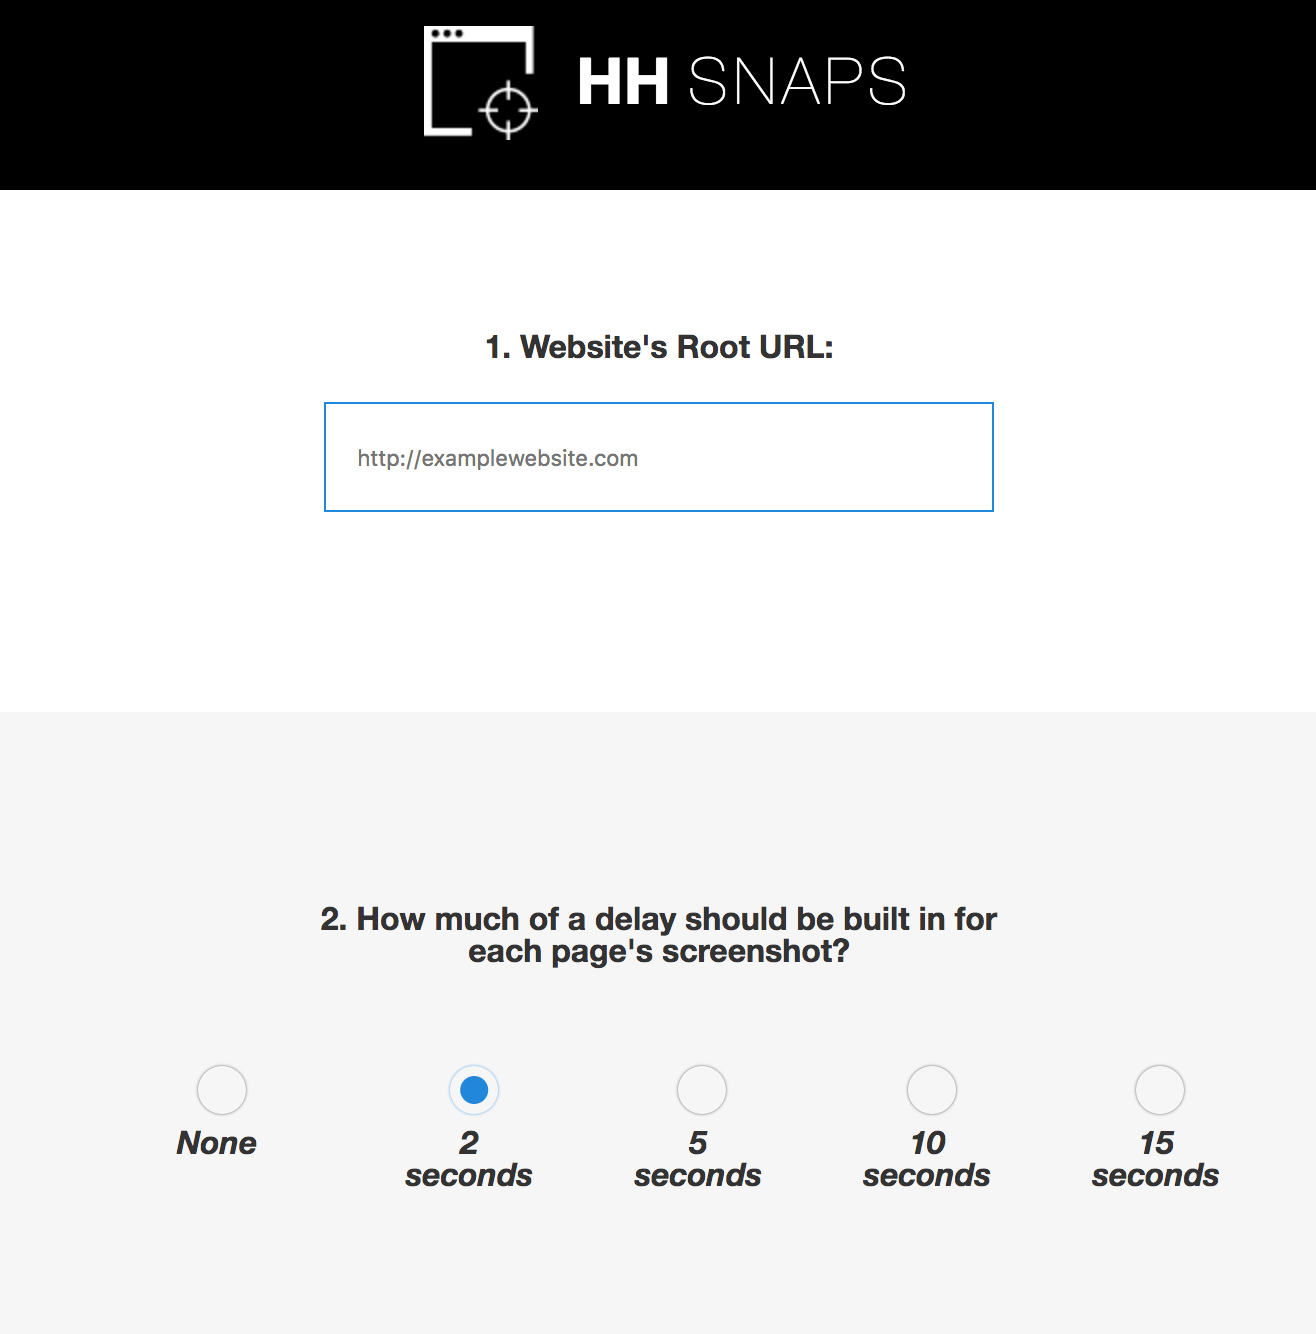 HH SNAPS
1. Website's Root URL:
http://examplewebsite.com
2. How much of a delay should be built in for
each page's screenshot?
None
2
seconds
5
seconds
10
seconds
15
seconds